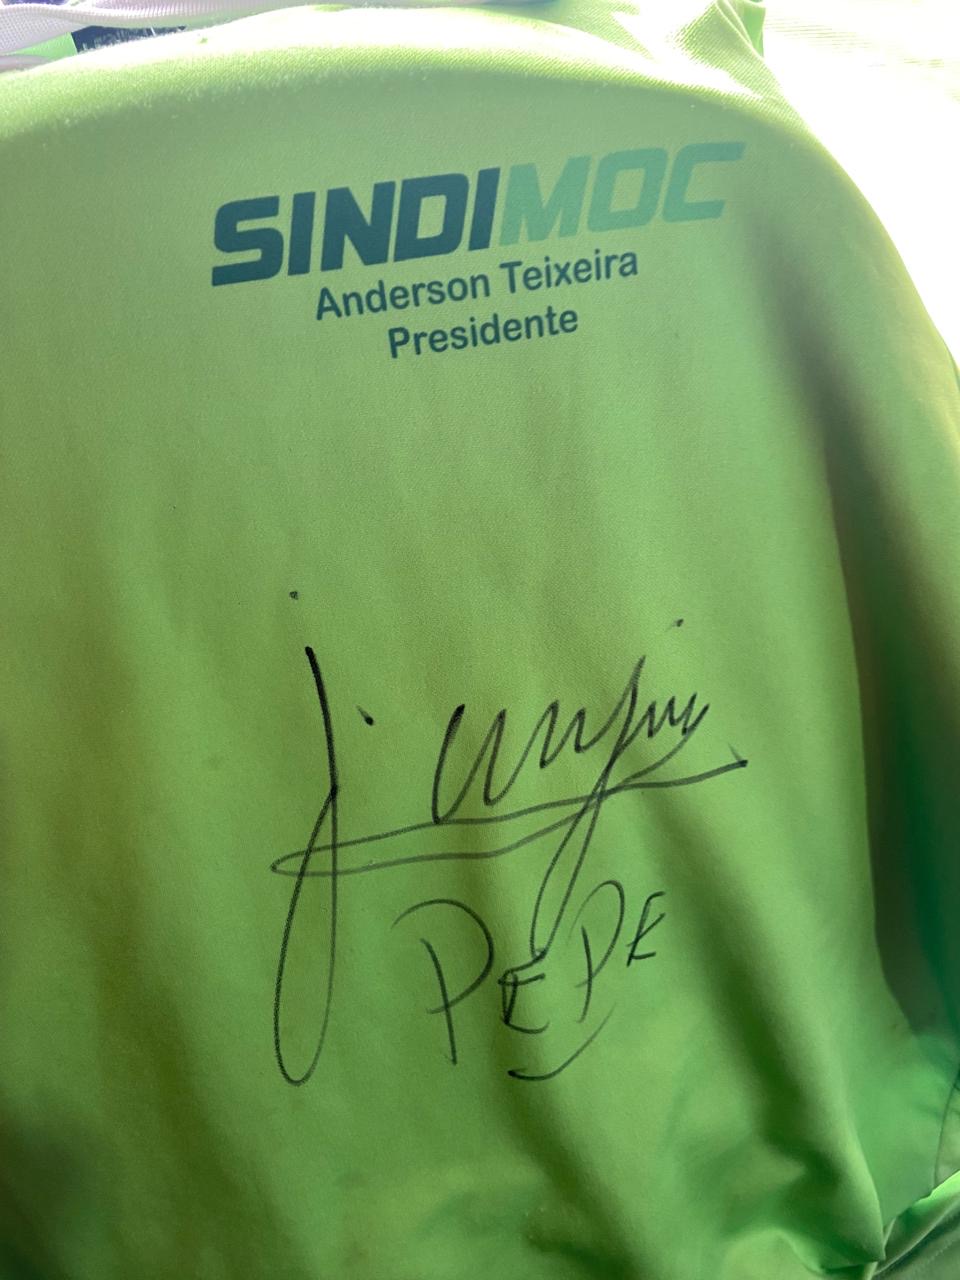 SINDIMOC
Anderson Teixeira
Presidente
PEPE